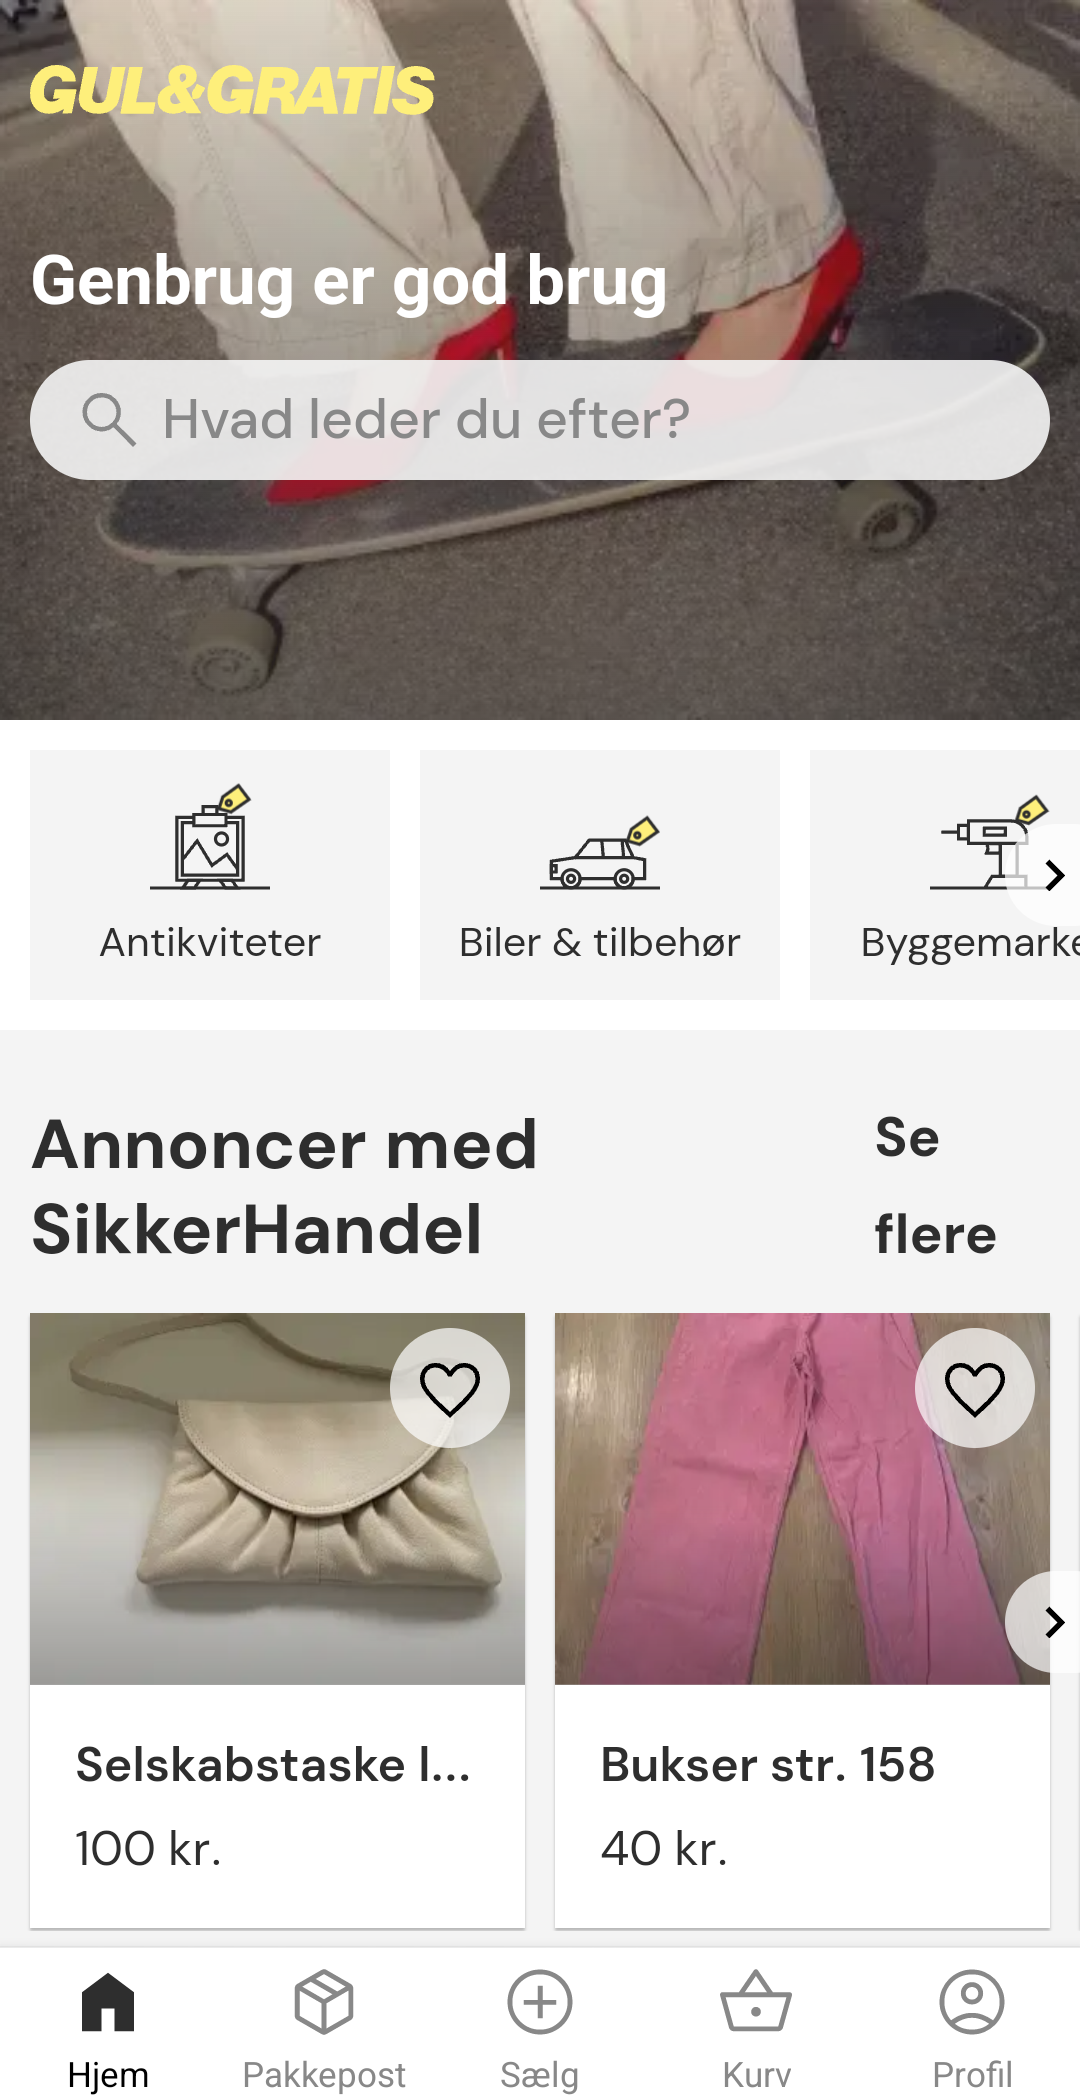 GUL&GRATIS
Genbrug er god brug
Hvad leder du efter?
Antikviteter
Biler & tilbehør
Byggemarke
Annoncer med
SikkerHandel
Se
flere
Selskabstaske l...
100 kr.
Bukser str. 158
40 kr.
Hjem
Pakkepost
Sælg
Kurv
Profil